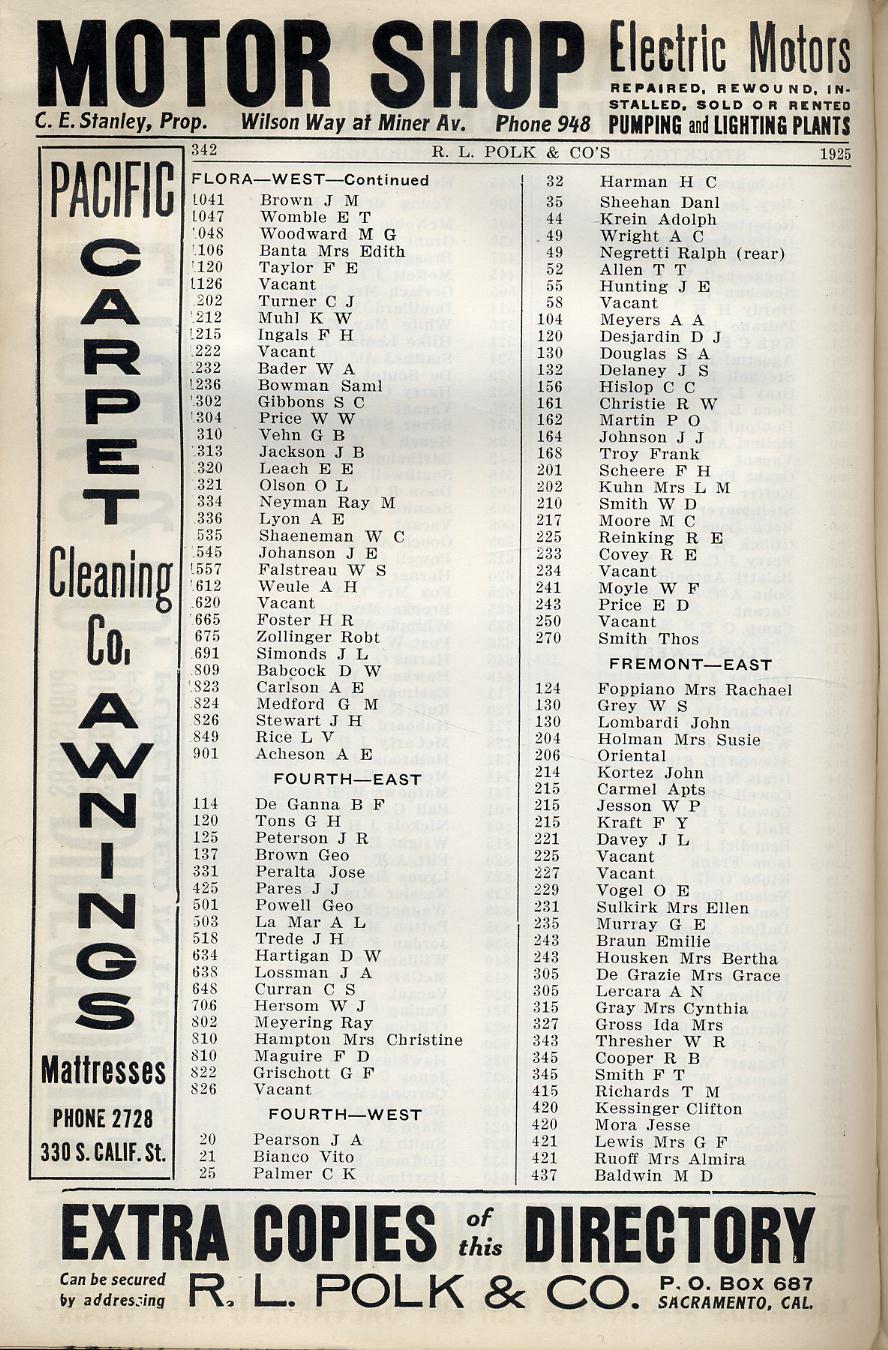 MOTOR SHOP
Electric Motors
REPAIRED, REWOUND, IN-
STALLED, SOLD OR RENTED
PUMPING and LIGHTING PLANTS
C. E. Stanley, Prop. Wilson Way at Miner Av. Phone 948
PACIFIC
CARPET
Cleaning
Co.
AWNINGS
Mattresses
PHONE 2728
330 S. CALIF. St.
342 R. L. POLK & CO'S 1925
FLORA—WEST—Continued
1041 Brown J M
1047 Womble E T
1048 Woodward M G
1106 Banta Mrs Edith
1120 Taylor F E
1126 Vacant
1202 Turner C J
1212 Muhl K W
1215 Ingals F H
1222 Vacant
1232 Bader W A
1236 Bowman Saml
1302 Gibbons S C
1304 Price W W
310 Vehn G B
1313 Jackson J B
1320 Leach E E
1321 Olson O L
334 Neyman Ray M
1336 Lyon A E
1535 Shaeneman W C
1545 Johanson J E
1557 Falstreau W S
1612 Weule A H
1620 Vacant
1665 Foster H R
675 Zollinger Robt
1691 Simonds J L
1809 Babcock D W
1823 Carlson A E
1824 Medford G M
826 Stewart J H
1849 Rice L V
901 Acheson A E
FOURTH—EAST
114 De Ganna B F
120 Tons G H
125 Peterson J R
137 Brown Geo
331 Peralta Jose
425 Pares J J
501 Powell Geo
503 La Mar A L
518 Trede J H
634 Hartigan D W
638 Lossman J A
648 Curran C S
706 Hersom W J
802 Meyering Ray
810 Hampton Mrs Christine
810 Maguire F D
822 Grischott G F
826 Vacant
FOURTH—WEST
20 Pearson J A
21 Bianco Vito
25 Palmer C K
32 Harman H C
35 Sheehan Danl
44 Krein Adolph
49 Wright A C
49 Negretti Ralph (rear)
52 Allen T T
55 Hunting J E
58 Vacant
104 Meyers A A
120 Desjardin D J
130 Douglas S A
132 Delaney J S
156 Hislop C C
161 Christie R W
162 Martin P O
164 Johnson J J
168 Troy Frank
201 Scheere F H
202 Kuhn Mrs L M
210 Smith W D
217 Moore M C
225 Reinking R E
233 Covey R E
234 Vacant
241 Moyle W F
243 Price E D
250 Vacant
270 Smith Thos
FREMONT—EAST
124 Foppiano Mrs Rachael
130 Grey W S
130 Lombardi John
204 Holman Mrs Susie
206 Oriental
214 Kortez John
215 Carmel Apts
215 Jesson W P
215 Kraft F Y
221 Davey J L
225 Vacant
227 Vacant
229 Vogel O E
231 Sulkirk Mrs Ellen
235 Murray G E
243 Braun Emilie
243 Housken Mrs Bertha
305 De Grazie Mrs Grace
305 Lercara A N
315 Gray Mrs Cynthia
327 Gross Ida Mrs
343 Thresher W R
345 Cooper R B
345 Smith F T
415 Richards T M
420 Kessinger Clifton
420 Mora Jesse
421 Lewis Mrs G F
421 Ruoff Mrs Almira
437 Baldwin M D
EXTRA COPIES of this DIRECTORY
Can be secured
by addressing
R. L. POLK & CO.
P. O. BOX 687
SACRAMENTO, CAL.